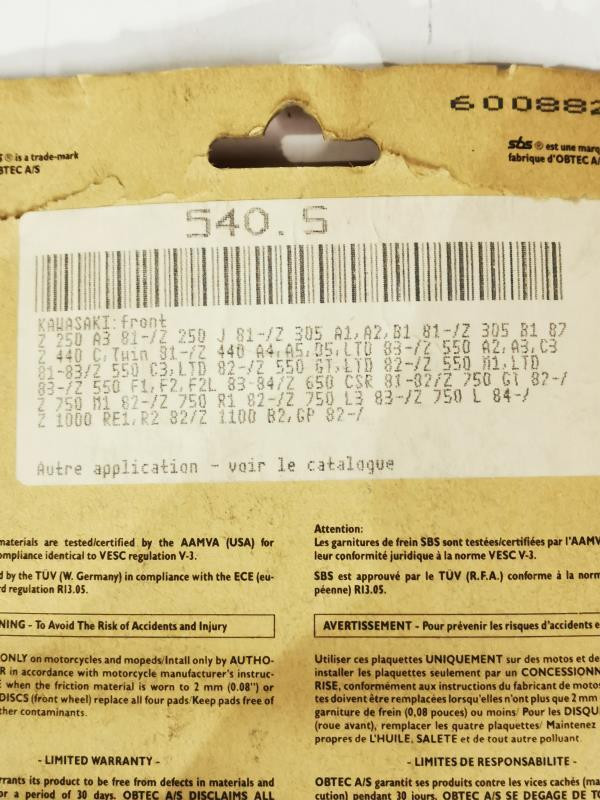 600882
sbs ® is a trade-mark
OBTEC A/S
sbs ® est une marq
fabrique d'OBTEC A/
540.S
KAWASAKI:front
Z 250 A3 81-/Z 250 J 81-/Z 305 A1,A2,B1 81-/Z 305 B1 87
Z 440 C,Twin 81-/Z 440 A4,A5,D5,LTD 83-/Z 550 A2,A3,C3
81-83/Z 550 C3,LTD 82-/Z 550 GT,LTD 82-/Z 550 M1,LTD
83-/Z 550 F1,F2,F2L 83-84/Z 650 CSR 81-82/Z 750 GT 82-/
Z 750 M1 82-/Z 750 R1 82-/Z 750 L3 83-/Z 750 L 84-/
Z 1000 RE1,R2 82/Z 1100 B2,GP 82-/
Autre application - voir le catalogue
materials are tested/certified by the AAMVA (USA) for
ompliance identical to VESC regulation V-3.
d by the TÜV (W. Germany) in compliance with the ECE (eu-
rd regulation R13.05.
NING - To Avoid The Risk of Accidents and Injury
ONLY on motorcycles and mopeds/Intall only by AUTHO-
R in accordance with motorcycle manufacturer's instruc-
E when the friction material is worn to 2 mm (0.08") or
DISCS (front wheel) replace all four pads/Keep pads free of
ther contaminants.
- LIMITED WARRANTY -
rrants its product to be free from defects in materials and
or a period of 30 days. OBTEC A/S DISCLAIMS ALL
Attention:
Les garnitures de frein SBS sont testées/certifiées par l'AAMV
leur conformité juridique à la norme VESC V-3.
SBS est approuvé par le TÜV (R.F.A.) conforme à la norm
péenne) R13.05.
AVERTISSEMENT - Pour prévenir les risques d'accidents e
Utiliser ces plaquettes UNIQUEMENT sur des motos et de
installer les plaquettes seulement par un CONCESSIONN
RISE, conformément aux instructions du fabricant de motos
tes doivent être remplacées lorsqu'elles n'ont plus que 2 mm
garniture de frein (0,08 pouces) ou moins/ Pour les DISQU
(roue avant), remplacer les quatre plaquettes/ Maintenez
propres de L'HUILE, SALETE et de tout autre polluant.
- LIMITES DE RESPONSABILITE -
OBTEC A/S garantit ses produits contre les vices cachés (ma
cution) pendant 30 jours. OBTEC A/S SE DEGAGE DE TO